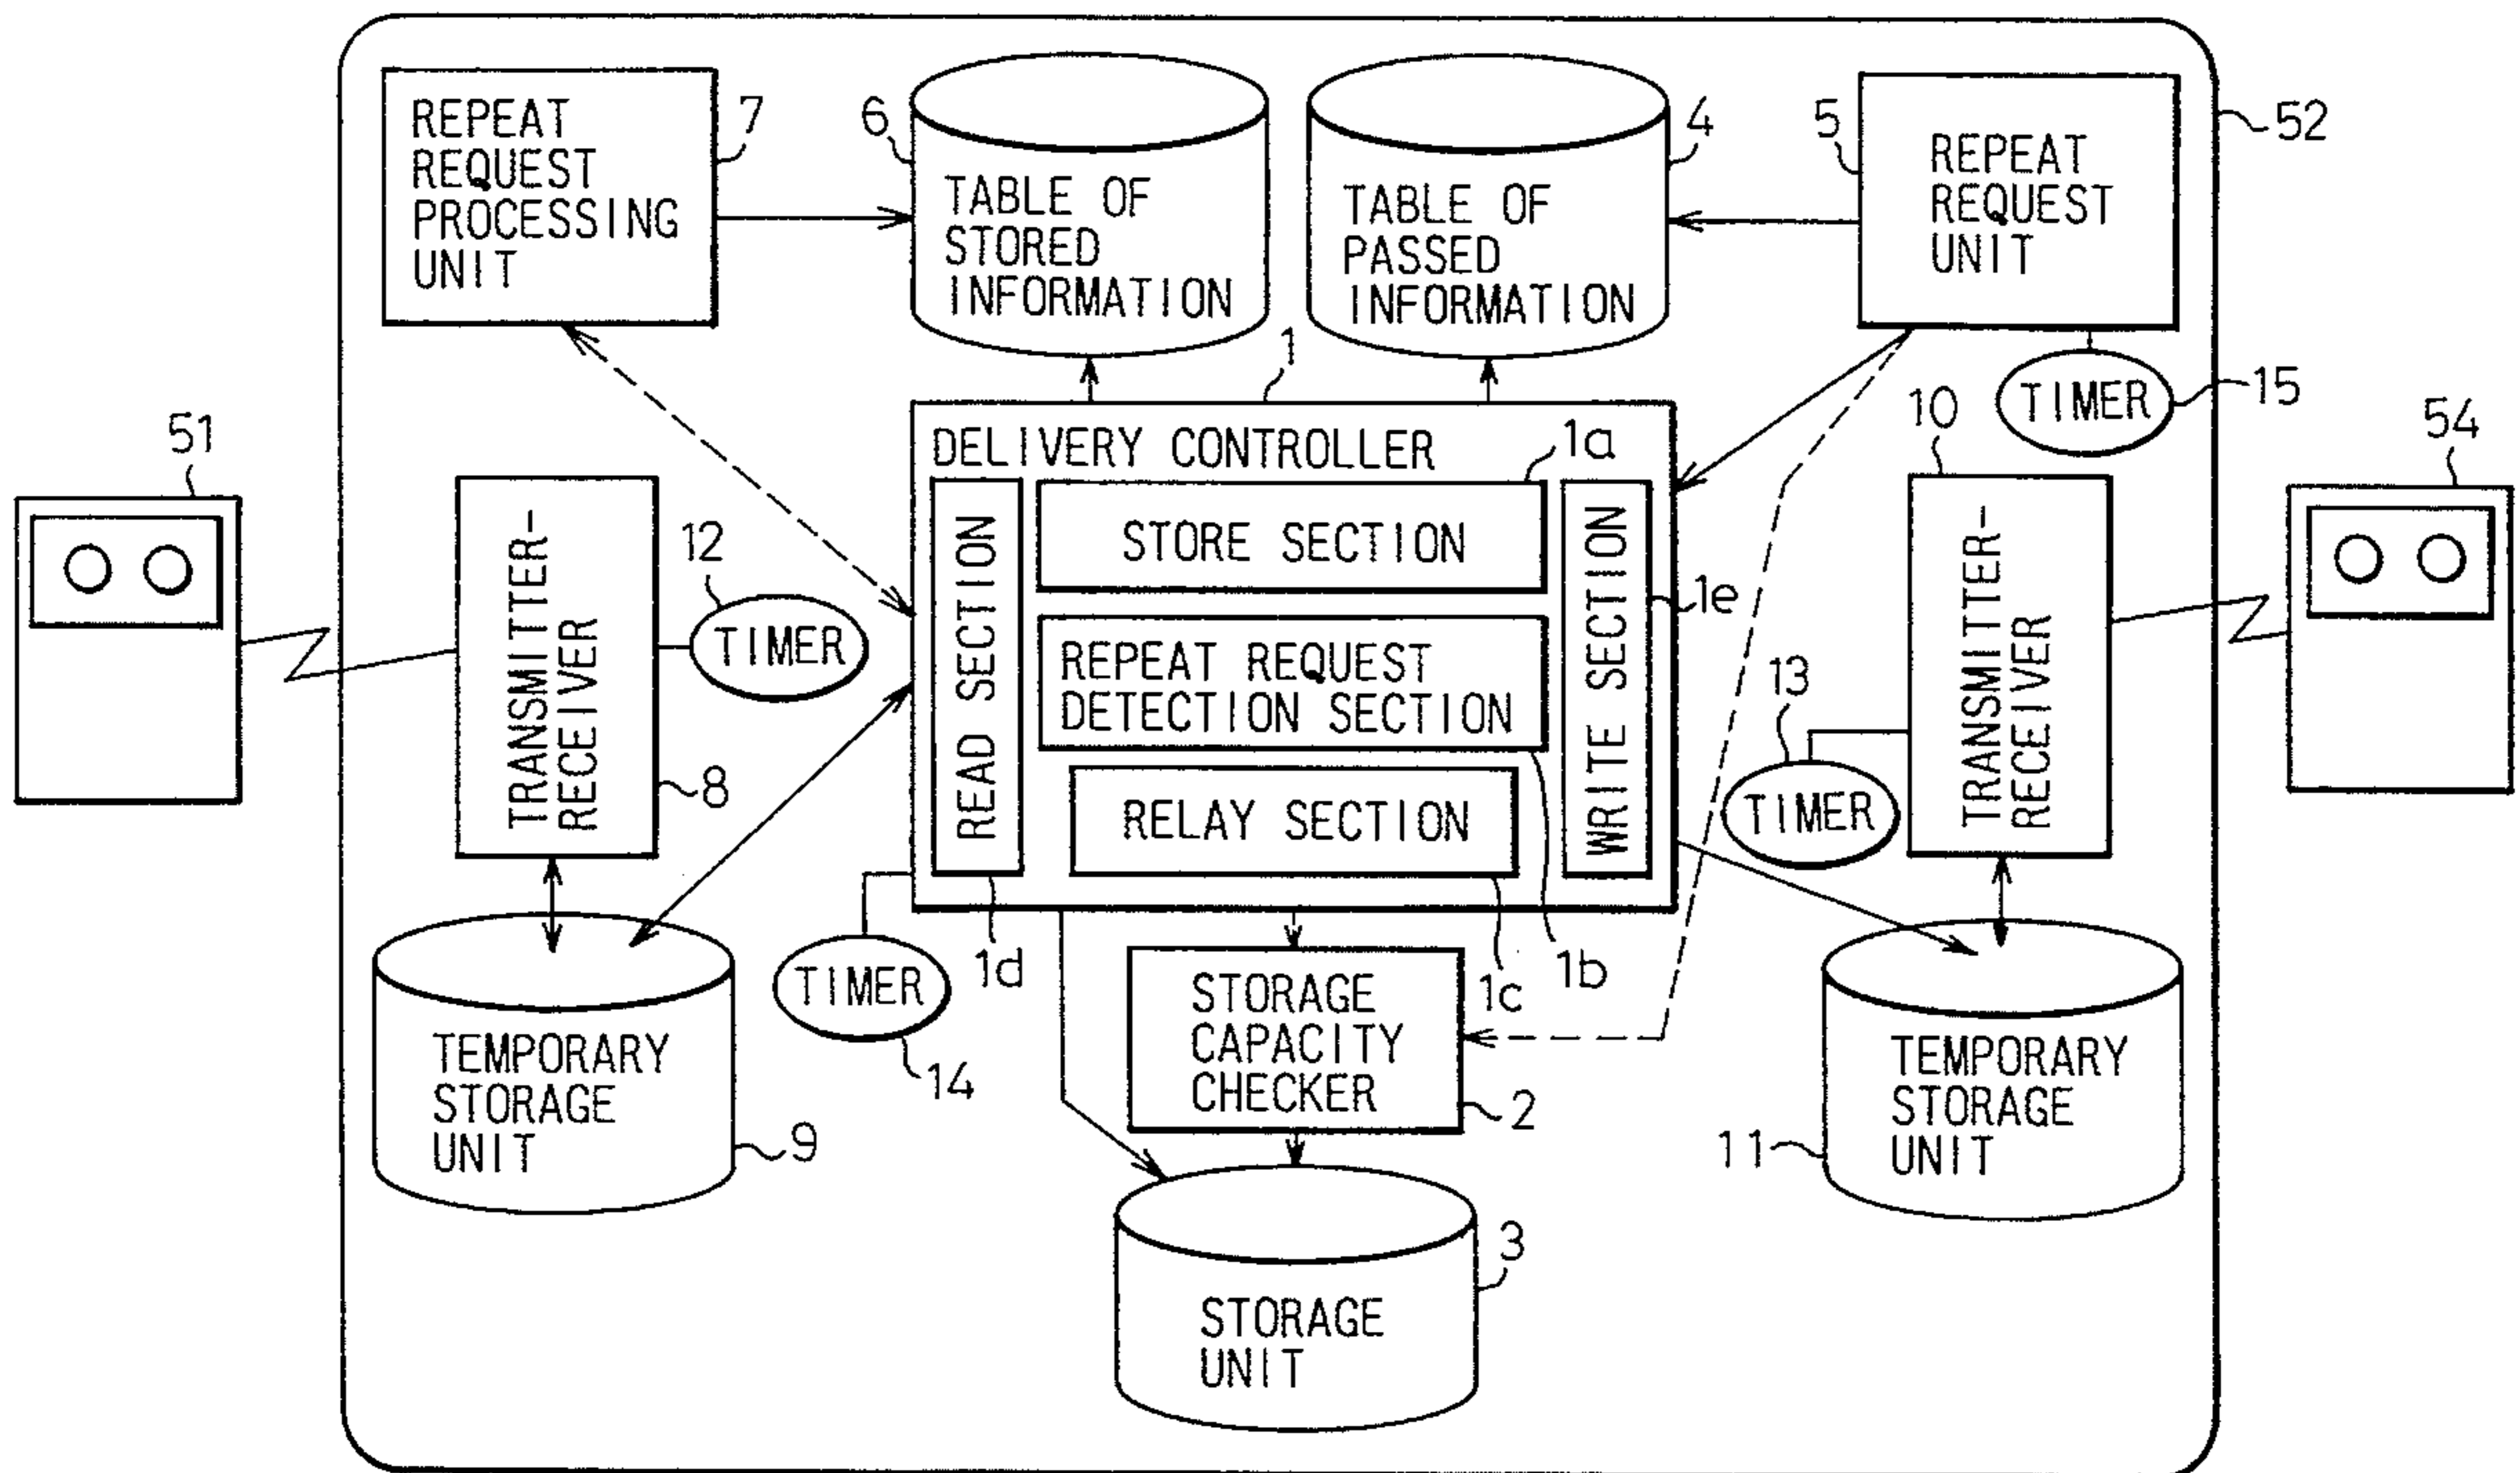 REPEAT
REQUEST
PROCESSING
UNIT
7
6
TABLE OF
STORED
INFORMATION
TABLE OF
PASSED
INFORMATION
4
5
REPEAT
REQUEST
UNIT
52
TIMER
15
1
51
54
10
DELIVERY CONTROLLER
1a
STORE SECTION
READ SECTION
WRITE SECTION
1e
REPEAT REQUEST
DETECTION SECTION
RELAY SECTION
1d
1b
1c
TRANSMITTER-
RECEIVER
8
12
TIMER
13
TIMER
TRANSMITTER-
RECEIVER
TIMER
14
STORAGE
CAPACITY
CHECKER
2
TEMPORARY
STORAGE
UNIT
9
TEMPORARY
STORAGE
UNIT
11
3
STORAGE
UNIT